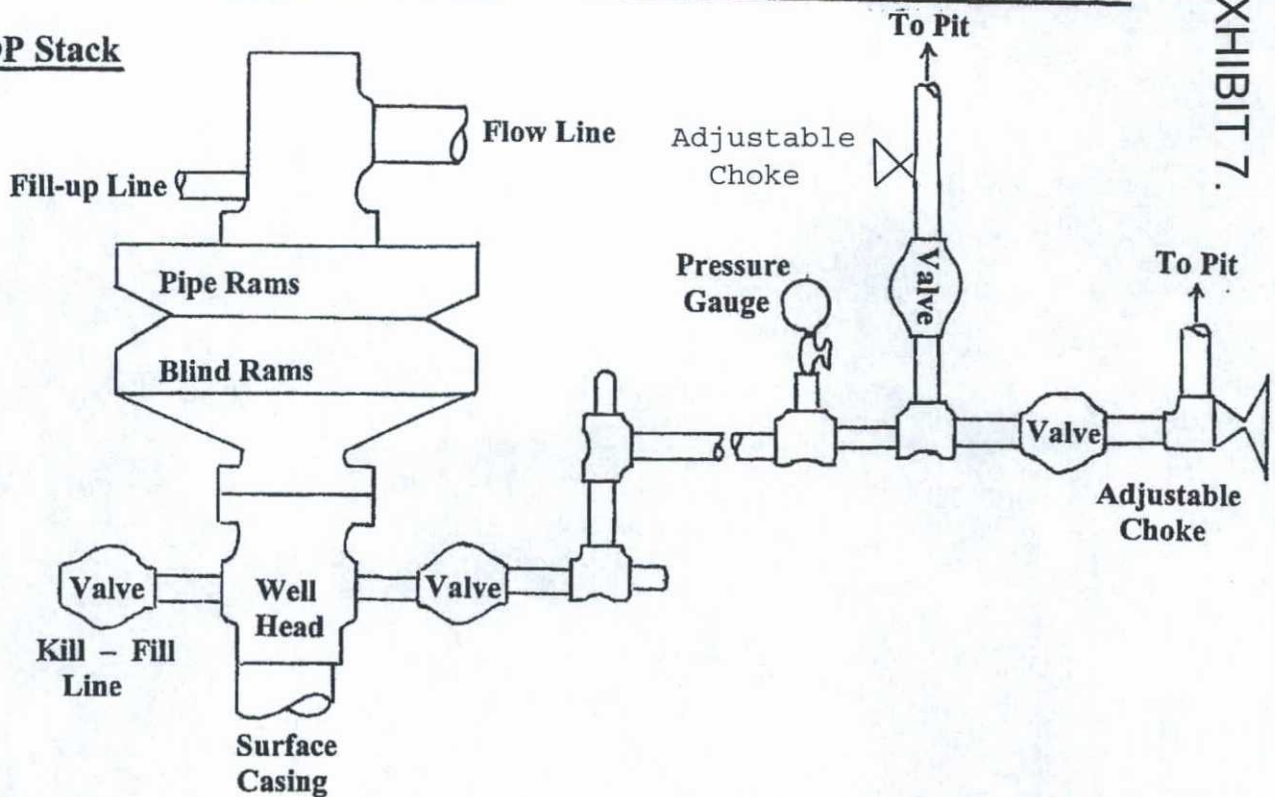 To Pit
XHIBIT 7.
OP Stack
Flow Line
Adjustable
Choke
Fill-up Line
Pipe Rams
Pressure
Gauge
Valve
To Pit
Blind Rams
Valve
Adjustable
Choke
Valve
Well
Head
Valve
Kill – Fill
Line
Surface
Casing